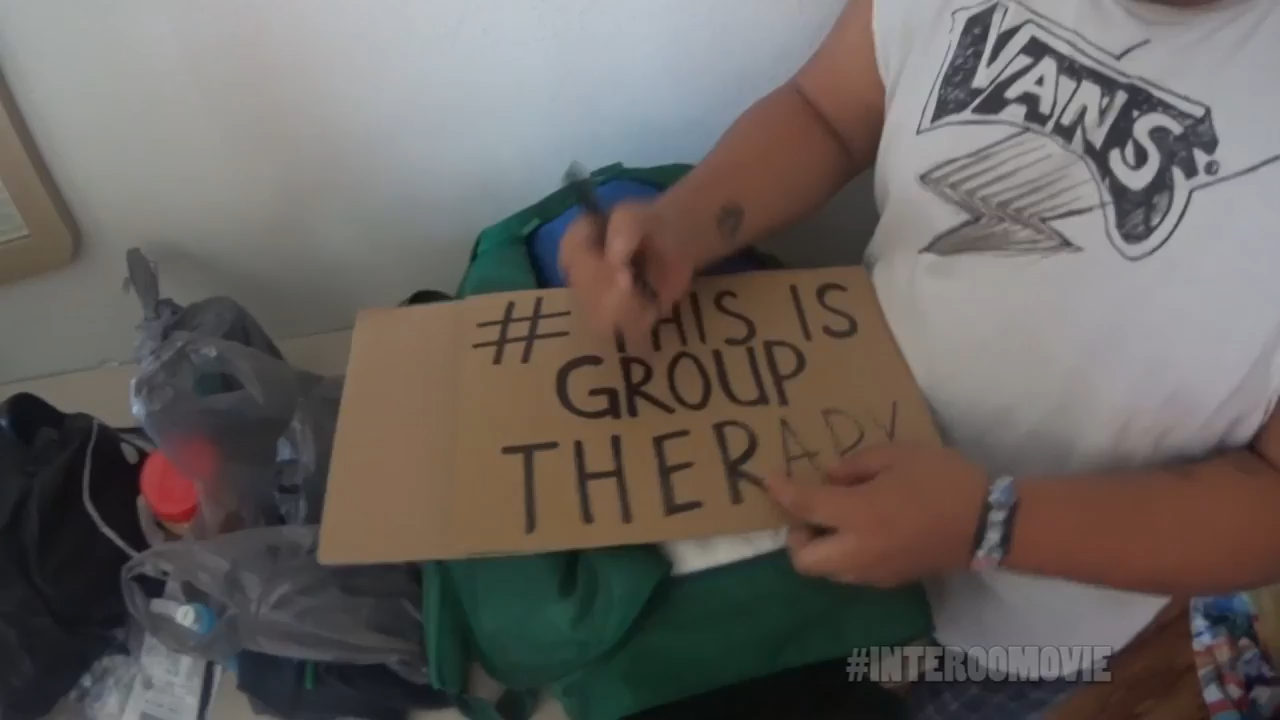 VANS
# THIS IS
GROUP
THERAPY
#INTEROOMOVIE